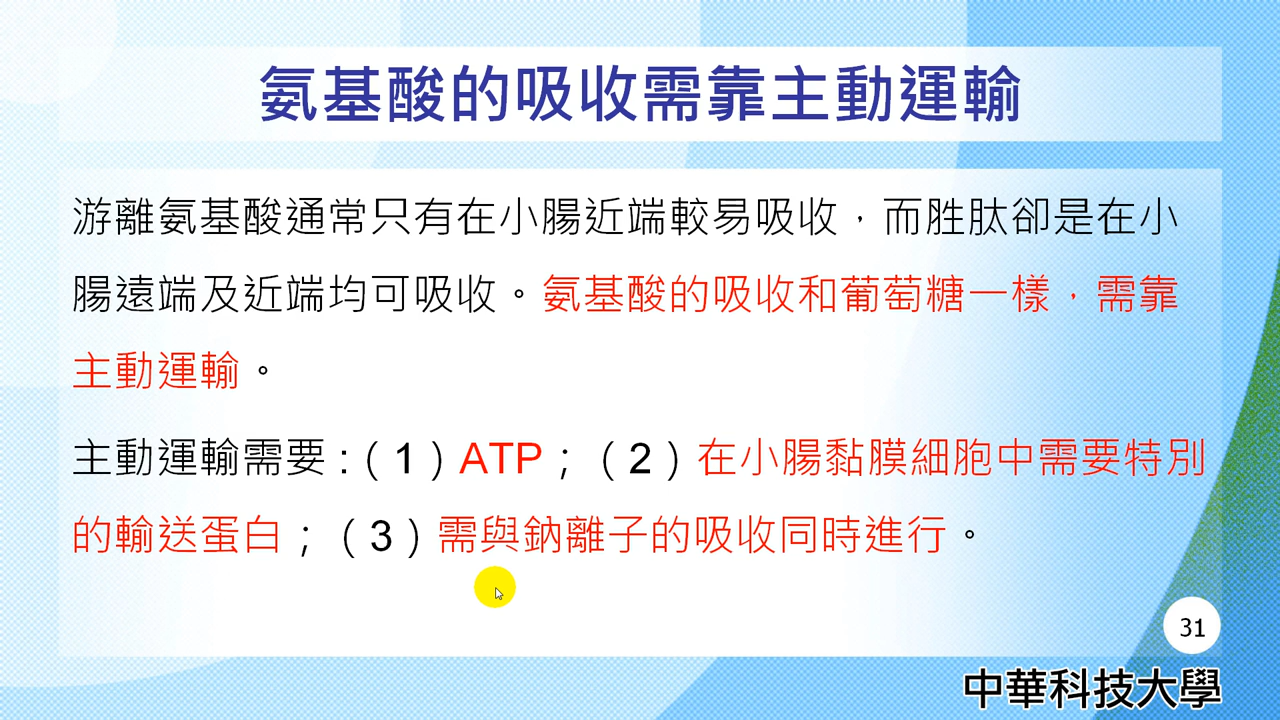 氨基酸的吸收需靠主動運輸
游離氨基酸通常只有在小腸近端較易吸收，而胜肽卻是在小
腸遠端及近端均可吸收。氨基酸的吸收和葡萄糖一樣，需靠
主動運輸。
主動運輸需要：（1）ATP；（2）在小腸黏膜細胞中需要特別
的輸送蛋白；（3）需與鈉離子的吸收同時進行。
31
中華科技大學